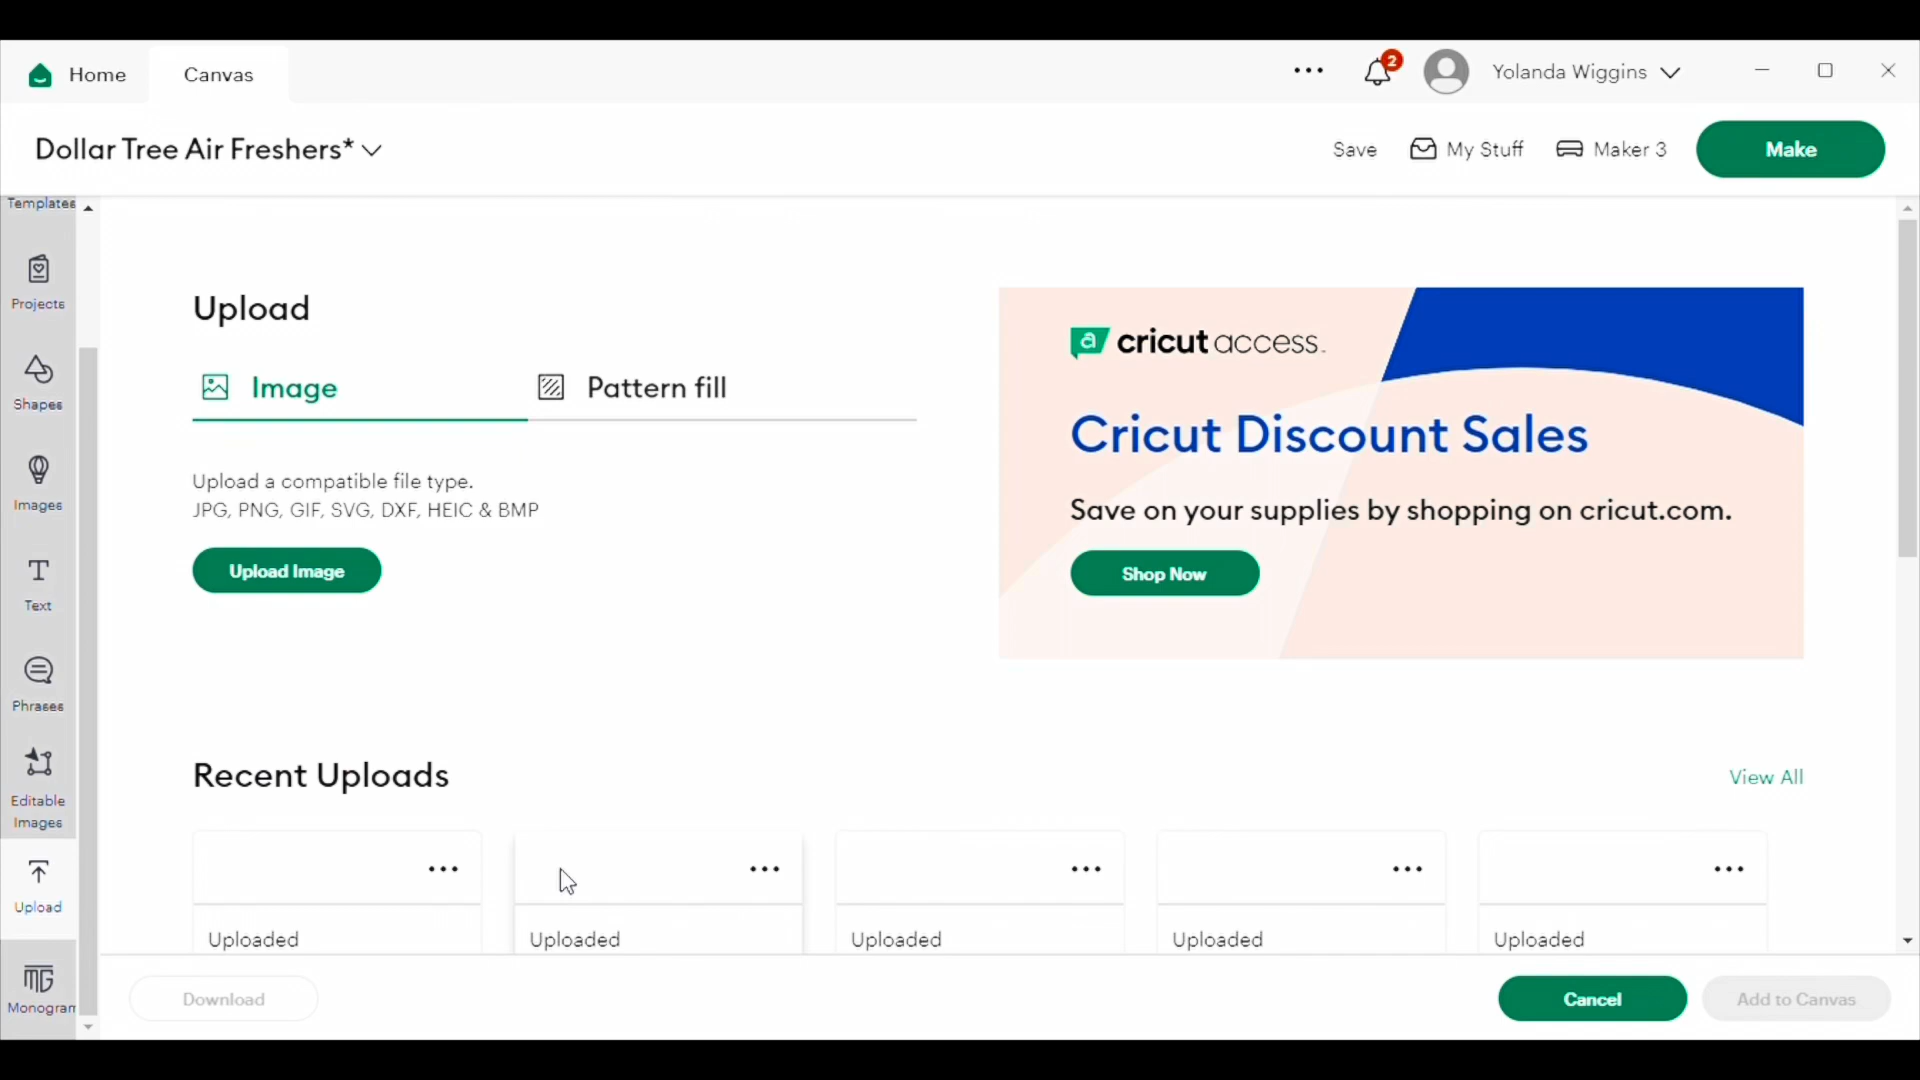 Home
Canvas
2
Yolanda Wiggins
Dollar Tree Air Freshers*
Save
My Stuff
Maker 3
Make
Templates
Projects
Shapes
Images
Text
Phrases
Editable
Images
Upload
Monogram
Upload
Image
Pattern fill
Upload a compatible file type.
JPG, PNG, GIF, SVG, DXF, HEIC & BMP
Upload Image
a cricut access™
Cricut Discount Sales
Save on your supplies by shopping on cricut.com.
Shop Now
Recent Uploads
View All
Uploaded
Uploaded
Uploaded
Uploaded
Uploaded
Download
Cancel
Add to Canvas